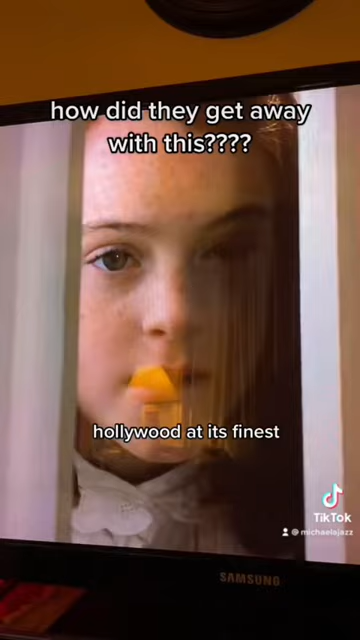 how did they get away
with this????
hollywood at its finest
TikTok
@ michaelajazz
SAMSUNG